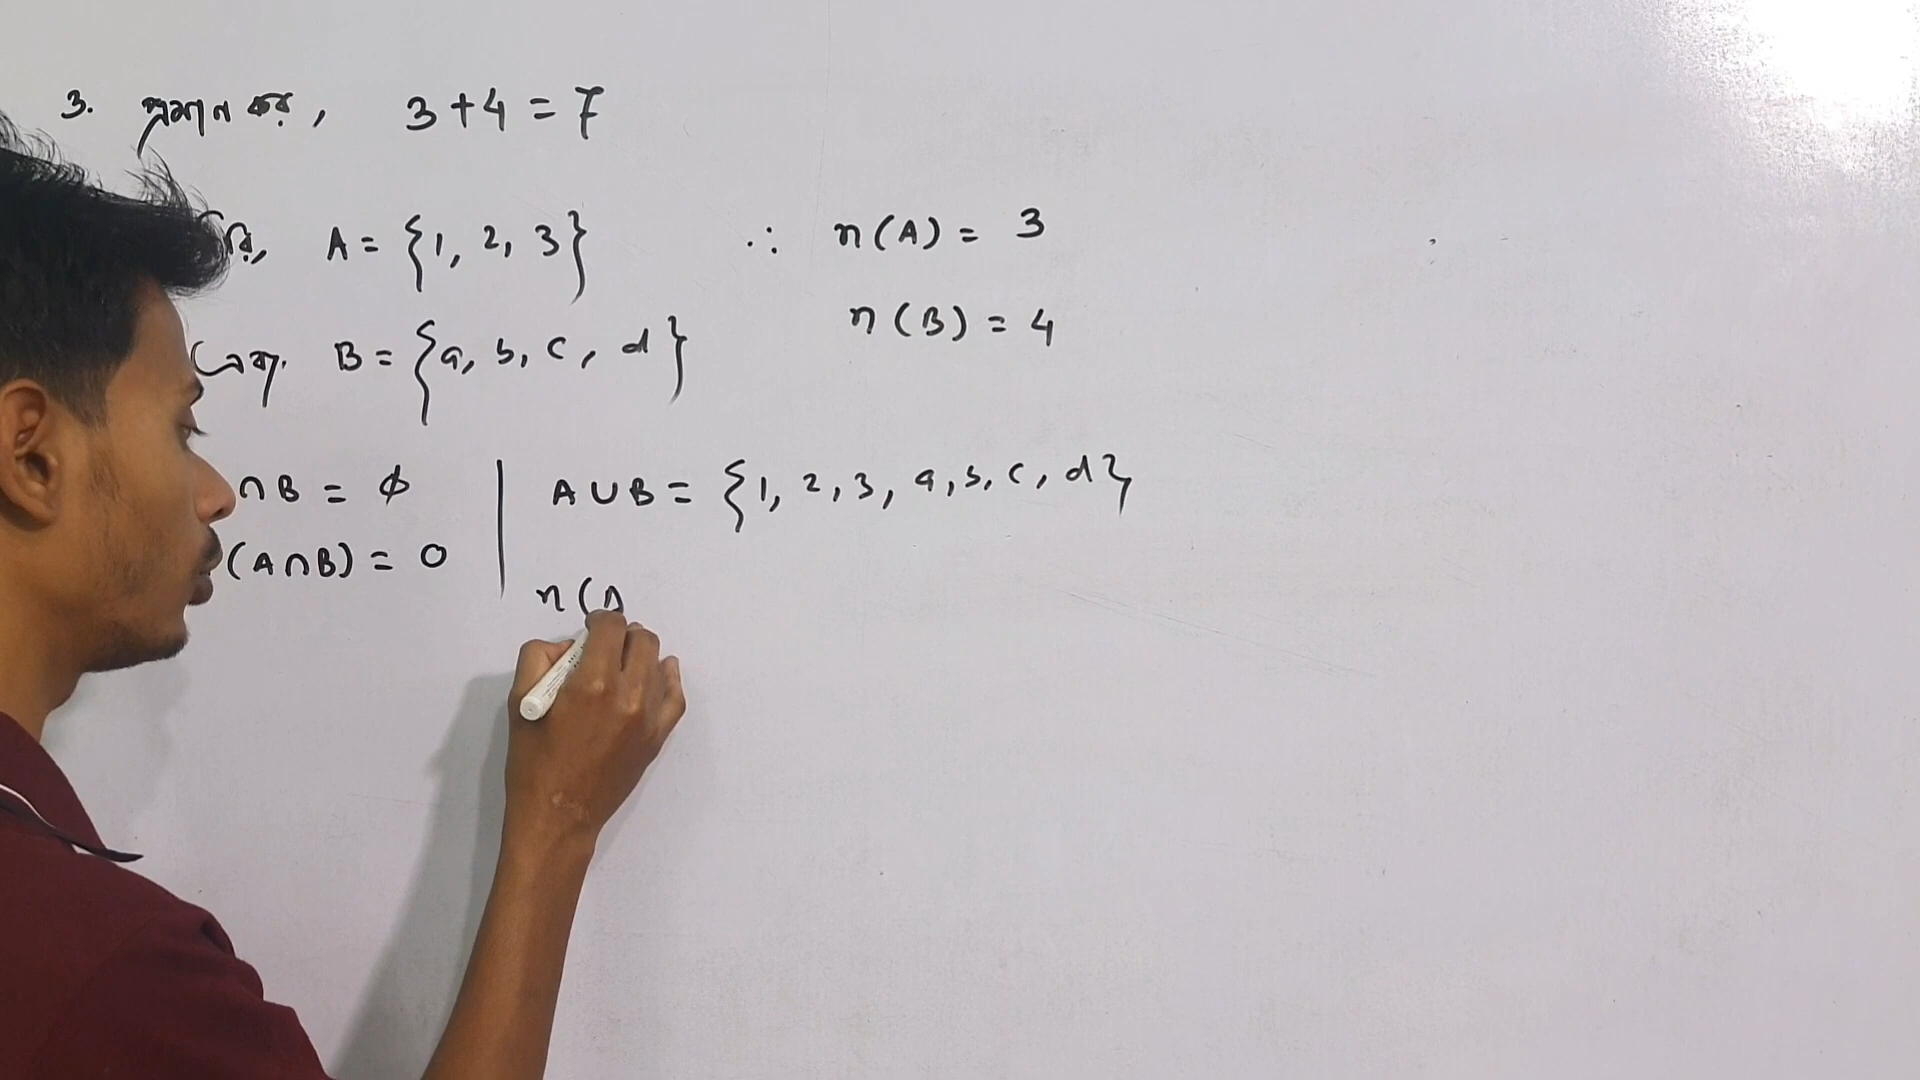 3. প্রমাণ কর, 3+4 = 7
রি, A = {1, 2, 3} ∴ n(A) = 3
B = {a, b, c, d} n(B) = 4
∩B = ϕ
(A∩B) = 0
A∪B = {1, 2, 3, a, b, c, d}
n(A